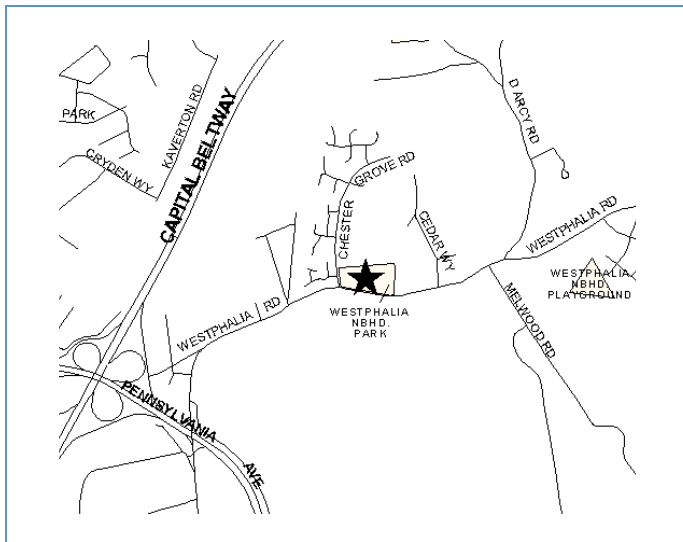 PARK
CRYDEN WY
KAVERTON RD
CAPITAL BELTWAY
D ARCY RD
GROVE RD
CHESTER
CEDAR WY
WESTPHALIA RD
WESTPHALIA
NBHD.
PLAYGROUND
WESTPHALIA RD
WESTPHALIA
NBHD.
PARK
MELWOOD RD
PENNSYLVANIA
AVE